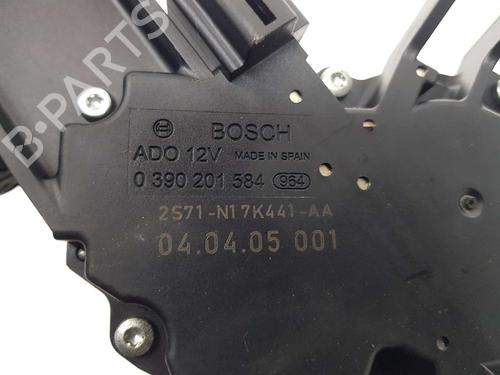 B-PARTS
BOSCH
ADO 12V MADE IN SPAIN
0 390 201 584 964
2S71-N17K441-AA
04.04.05 001